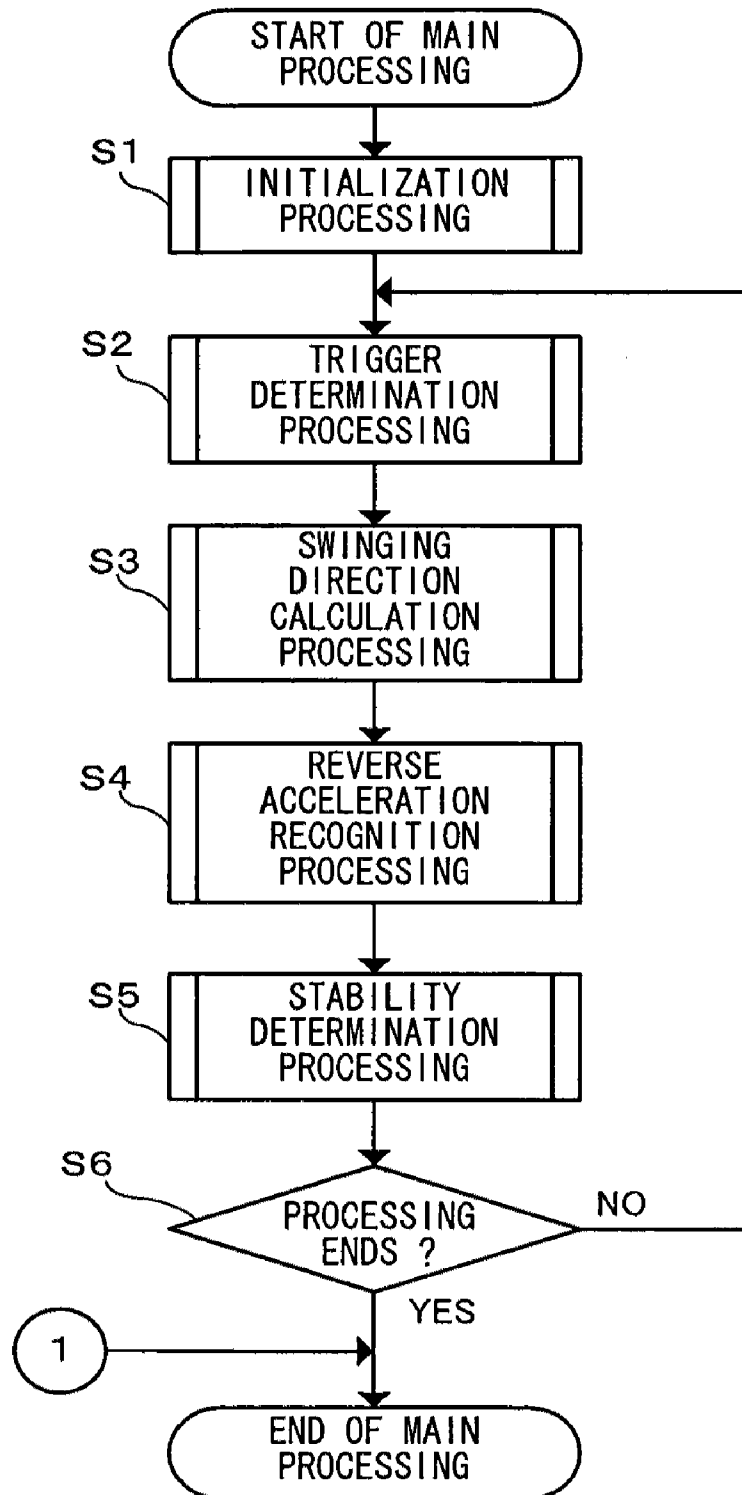 START OF MAIN
PROCESSING
S1
INITIALIZATION
PROCESSING
S2
TRIGGER
DETERMINATION
PROCESSING
S3
SWINGING
DIRECTION
CALCULATION
PROCESSING
S4
REVERSE
ACCELERATION
RECOGNITION
PROCESSING
S5
STABILITY
DETERMINATION
PROCESSING
S6
PROCESSING
ENDS ?
NO
YES
1
END OF MAIN
PROCESSING